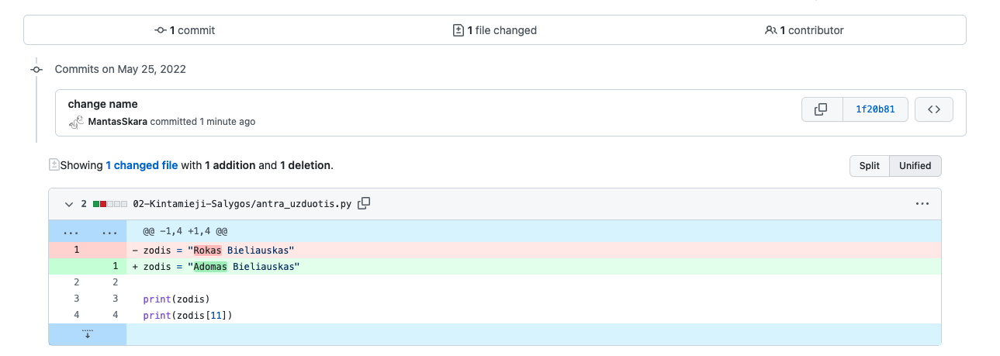 1 commit 1 file changed 1 contributor
Commits on May 25, 2022
change name
MantasSkara committed 1 minute ago 1f20b81 <>
Showing 1 changed file with 1 addition and 1 deletion. Split Unified
2 02-Kintamieji-Salygos/antra_uzduotis.py ...
... ... @@ -1,4 +1,4 @@
1 - zodis = "Rokas Bieliauskas"
1 + zodis = "Adomas Bieliauskas"
2 2
3 3 print(zodis)
4 4 print(zodis[11])